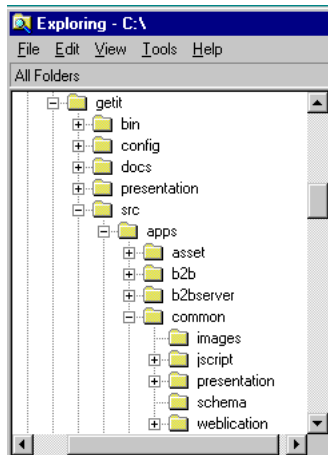 Exploring - C:\
File Edit View Tools Help
All Folders
getit
bin
config
docs
presentation
src
apps
asset
b2b
b2bserver
common
images
jscript
presentation
schema
weblication